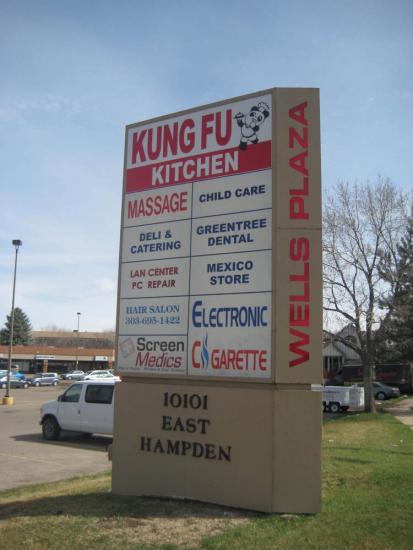 KUNG FU
KITCHEN
MASSAGE
CHILD CARE
DELI &
CATERING
GREENTREE
DENTAL
LAN CENTER
PC REPAIR
MEXICO
STORE
HAIR SALON
303-695-1422
ELECTRONIC
CIGARETTE
Screen
Medics
WELLS PLAZA
10101
EAST
HAMPDEN